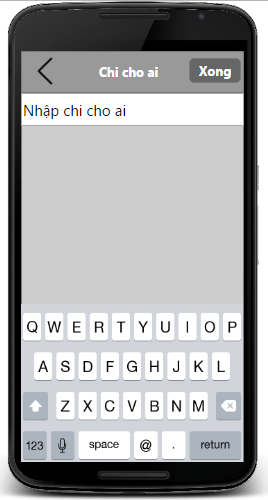 Chi cho ai Xong
Nhập chi cho ai
Q W E R T Y U I O P
A S D F G H J K L
Z X C V B N M
123 space @ . return